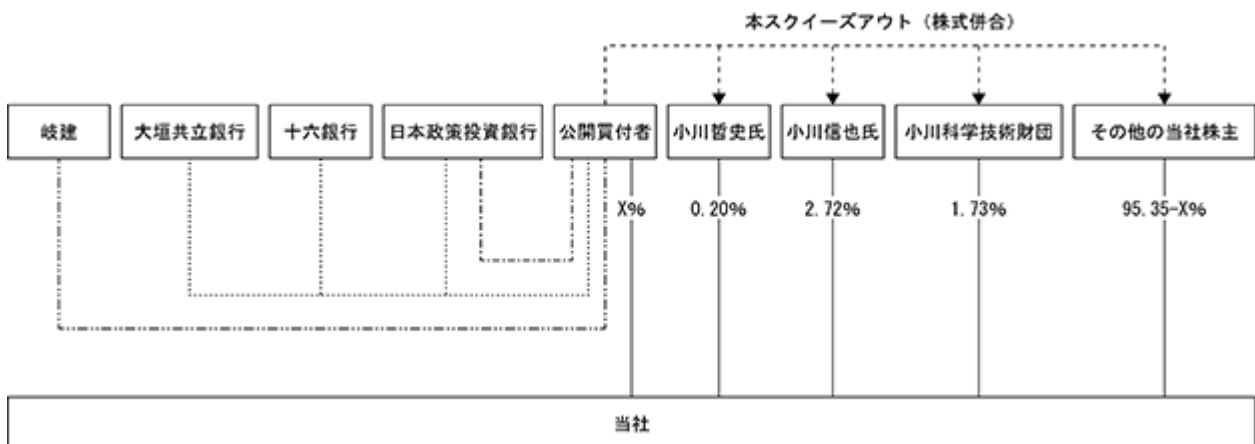 本スクイーズアウト（株式併合）
岐建 大垣共立銀行 十六銀行 日本政策投資銀行 公開買付者 小川哲史氏 小川信也氏 小川科学技術財団 その他の当社株主
X% 0.20% 2.72% 1.73% 95.35-X%
当社